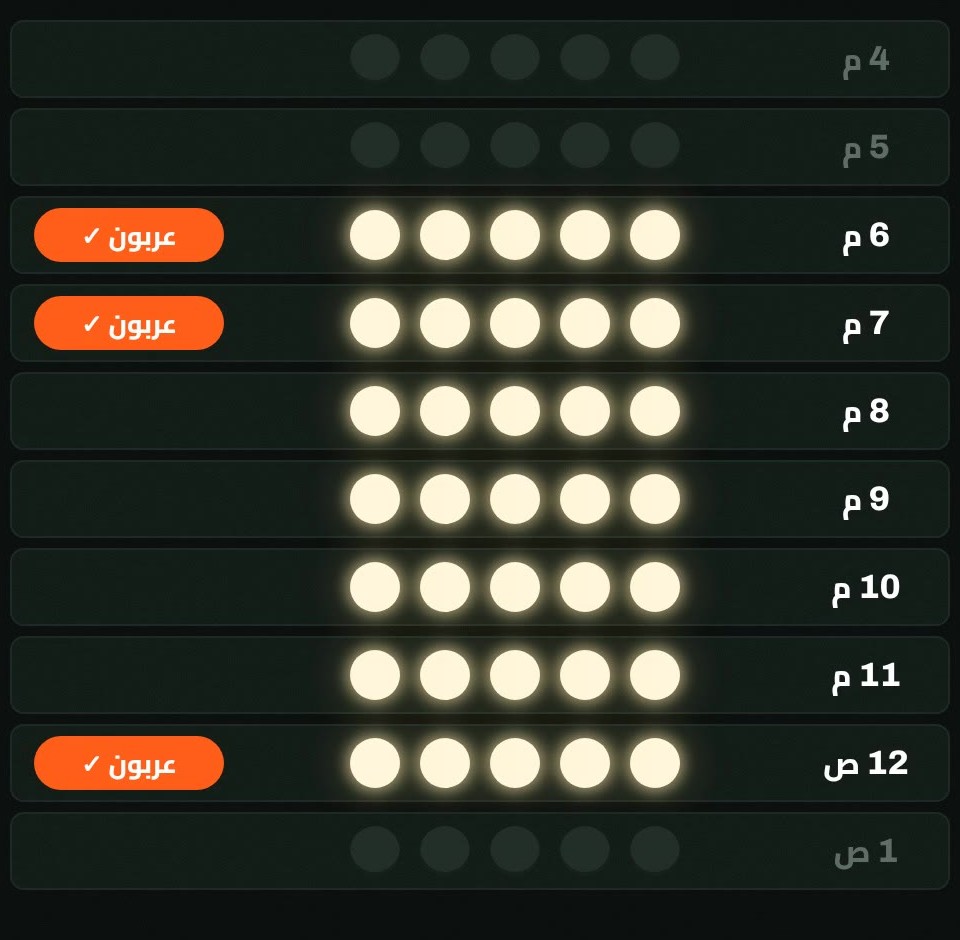 4 م
5 م
6 م عربون ✓
7 م عربون ✓
8 م
9 م
10 م
11 م
12 ص عربون ✓
1 ص